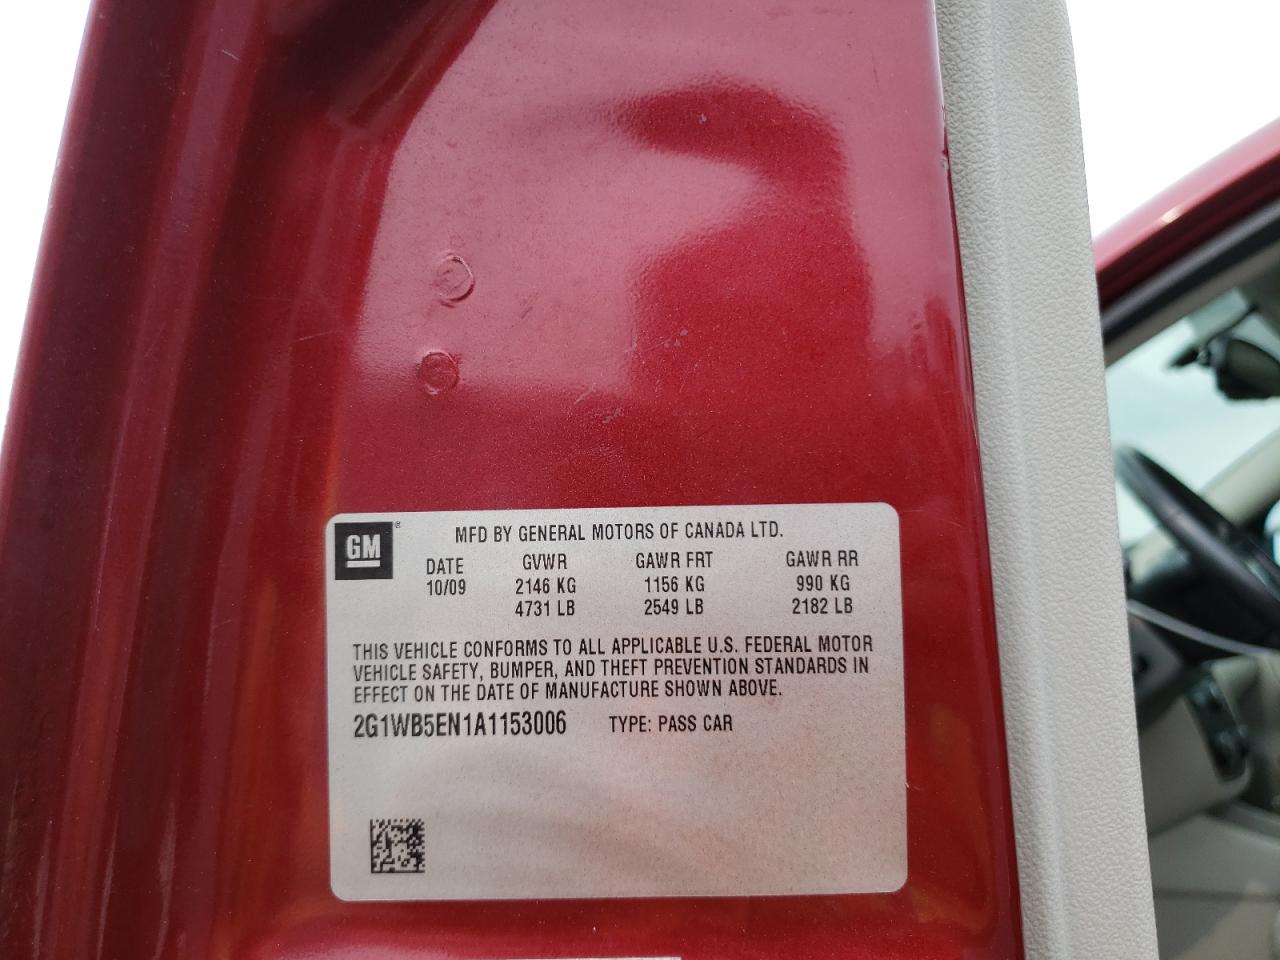 GM®
MFD BY GENERAL MOTORS OF CANADA LTD.
DATE GVWR GAWR FRT GAWR RR
10/09 2146 KG 1156 KG 990 KG
4731 LB 2549 LB 2182 LB
THIS VEHICLE CONFORMS TO ALL APPLICABLE U.S. FEDERAL MOTOR
VEHICLE SAFETY, BUMPER, AND THEFT PREVENTION STANDARDS IN
EFFECT ON THE DATE OF MANUFACTURE SHOWN ABOVE.
2G1WB5EN1A1153006 TYPE: PASS CAR